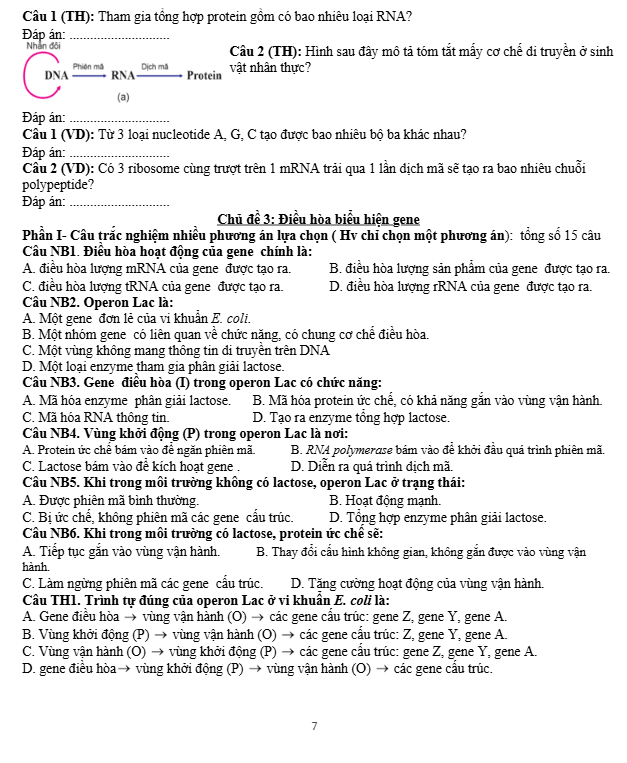 Câu 1 (TH): Tham gia tổng hợp protein gồm có bao nhiêu loại RNA?
Đáp án: .............................
Nhân đôi
DNA Phiên mã RNA Dịch mã Protein
(a)
Câu 2 (TH): Hình sau đây mô tả tóm tắt mấy cơ chế di truyền ở sinh
vật nhân thực?
Đáp án: .............................
Câu 1 (VD): Từ 3 loại nucleotide A, G, C tạo được bao nhiêu bộ ba khác nhau?
Đáp án: .............................
Câu 2 (VD): Có 3 ribosome cùng trượt trên 1 mRNA trải qua 1 lần dịch mã sẽ tạo ra bao nhiêu chuỗi
polypeptide?
Đáp án: .............................
Chủ đề 3: Điều hòa biểu hiện gene
Phần I- Câu trắc nghiệm nhiều phương án lựa chọn ( Hv chỉ chọn một phương án): tổng số 15 câu
Câu NB1. Điều hòa hoạt động của gene chính là:
A. điều hòa lượng mRNA của gene được tạo ra. B. điều hòa lượng sản phẩm của gene được tạo ra.
C. điều hòa lượng tRNA của gene được tạo ra. D. điều hòa lượng rRNA của gene được tạo ra.
Câu NB2. Operon Lac là:
A. Một gene đơn lẻ của vi khuẩn E. coli.
B. Một nhóm gene có liên quan về chức năng, có chung cơ chế điều hòa.
C. Một vùng không mang thông tin di truyền trên DNA
D. Một loại enzyme tham gia phân giải lactose.
Câu NB3. Gene điều hòa (I) trong operon Lac có chức năng:
A. Mã hóa enzyme phân giải lactose. B. Mã hóa protein ức chế, có khả năng gắn vào vùng vận hành.
C. Mã hóa RNA thông tin. D. Tạo ra enzyme tổng hợp lactose.
Câu NB4. Vùng khởi động (P) trong operon Lac là nơi:
A. Protein ức chế bám vào để ngăn phiên mã. B. RNA polymerase bám vào để khởi đầu quá trình phiên mã.
C. Lactose bám vào để kích hoạt gene . D. Diễn ra quá trình dịch mã.
Câu NB5. Khi trong môi trường không có lactose, operon Lac ở trạng thái:
A. Được phiên mã bình thường. B. Hoạt động mạnh.
C. Bị ức chế, không phiên mã các gene cấu trúc. D. Tổng hợp enzyme phân giải lactose.
Câu NB6. Khi trong môi trường có lactose, protein ức chế sẽ:
A. Tiếp tục gắn vào vùng vận hành. B. Thay đổi cấu hình không gian, không gắn được vào vùng vận
hành.
C. Làm ngừng phiên mã các gene cấu trúc. D. Tăng cường hoạt động của vùng vận hành.
Câu TH1. Trình tự đúng của operon Lac ở vi khuẩn E. coli là:
A. Gene điều hòa → vùng vận hành (O) → các gene cấu trúc: gene Z, gene Y, gene A.
B. Vùng khởi động (P) → vùng vận hành (O) → các gene cấu trúc: Z, gene Y, gene A.
C. Vùng vận hành (O) → vùng khởi động (P) → các gene cấu trúc: gene Z, gene Y, gene A.
D. gene điều hòa→ vùng khởi động (P) → vùng vận hành (O) → các gene cấu trúc.
7